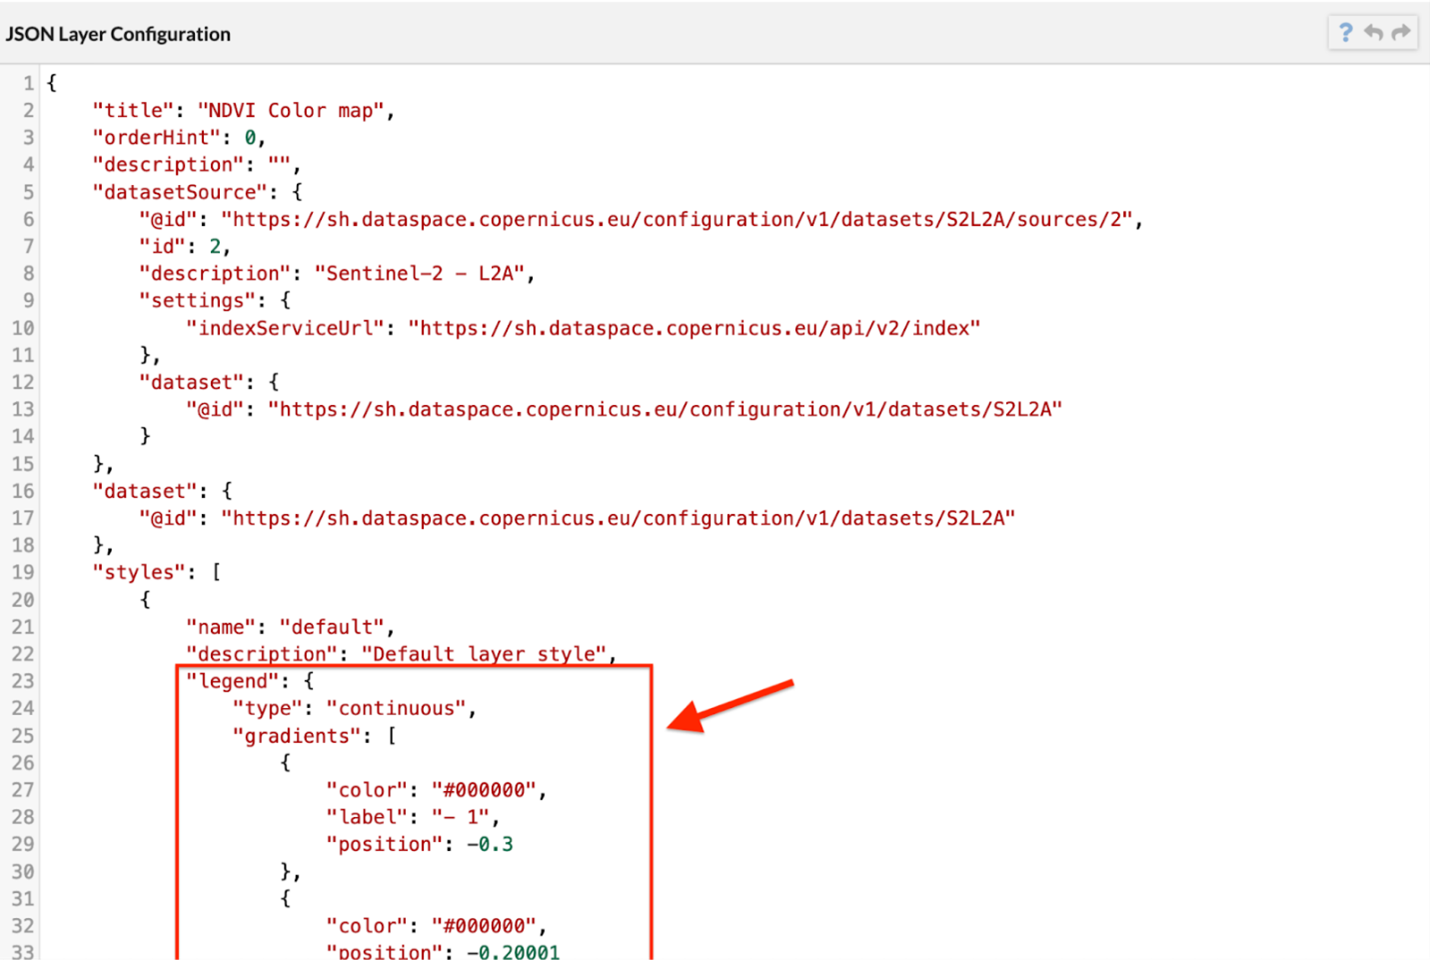 JSON Layer Configuration
?
1 {
2 "title": "NDVI Color map",
3 "orderHint": 0,
4 "description": "",
5 "datasetSource": {
6 "@id": "https://sh.dataspace.copernicus.eu/configuration/v1/datasets/S2L2A/sources/2",
7 "id": 2,
8 "description": "Sentinel-2 - L2A",
9 "settings": {
10 "indexServiceUrl": "https://sh.dataspace.copernicus.eu/api/v2/index"
11 },
12 "dataset": {
13 "@id": "https://sh.dataspace.copernicus.eu/configuration/v1/datasets/S2L2A"
14 }
15 },
16 "dataset": {
17 "@id": "https://sh.dataspace.copernicus.eu/configuration/v1/datasets/S2L2A"
18 },
19 "styles": [
20 {
21 "name": "default",
22 "description": "Default layer style",
23 "legend": {
24 "type": "continuous",
25 "gradients": [
26 {
27 "color": "#000000",
28 "label": "- 1",
29 "position": -0.3
30 },
31 {
32 "color": "#000000",
33 "position": -0.20001